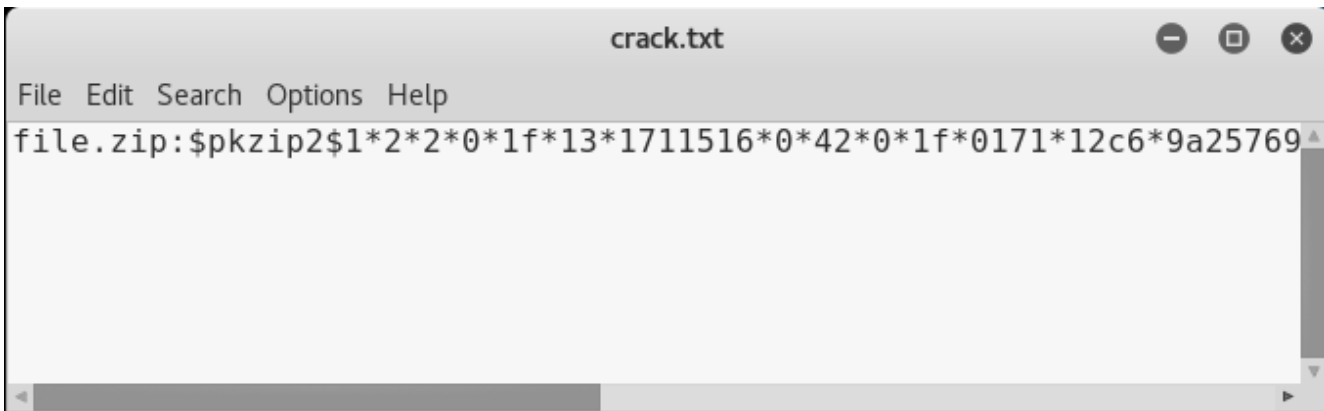 crack.txt
File Edit Search Options Help
file.zip:$pkzip2$1*2*2*0*1f*13*1711516*0*42*0*1f*0171*12c6*9a25769